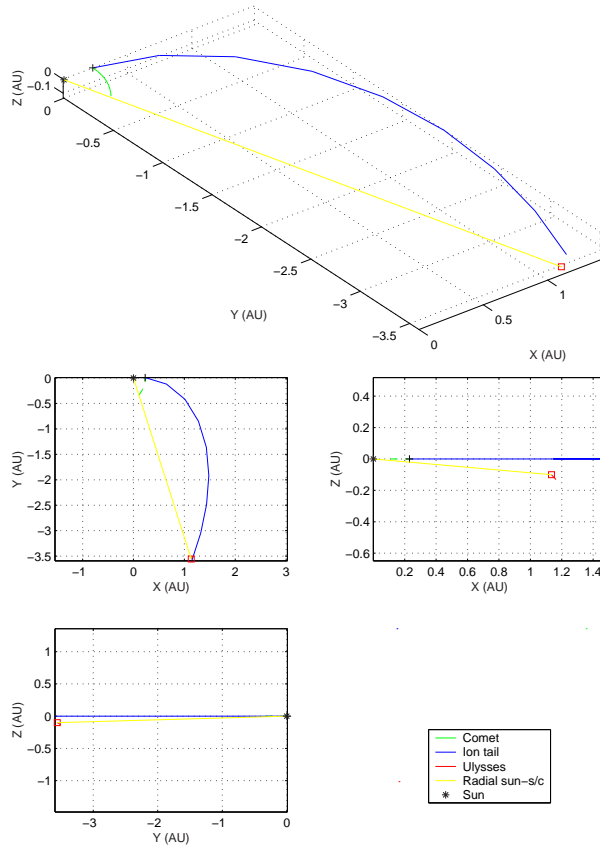 0
−0.1
Z (AU)
0
−0.5
−1
−1.5
−2
−2.5
−3
−3.5
Y (AU)
0
0.5
1
X (AU)
0
−0.5
−1
−1.5
−2
−2.5
−3
−3.5
Y (AU)
−1 0 1 2 3
X (AU)
0.4
0.2
0
−0.2
−0.4
−0.6
Z (AU)
0.2 0.4 0.6 0.8 1 1.2 1.4
X (AU)
1
0.5
0
−0.5
−1
Z (AU)
−3 −2 −1 0
Y (AU)
Comet
Ion tail
Ulysses
Radial sun−s/c
Sun